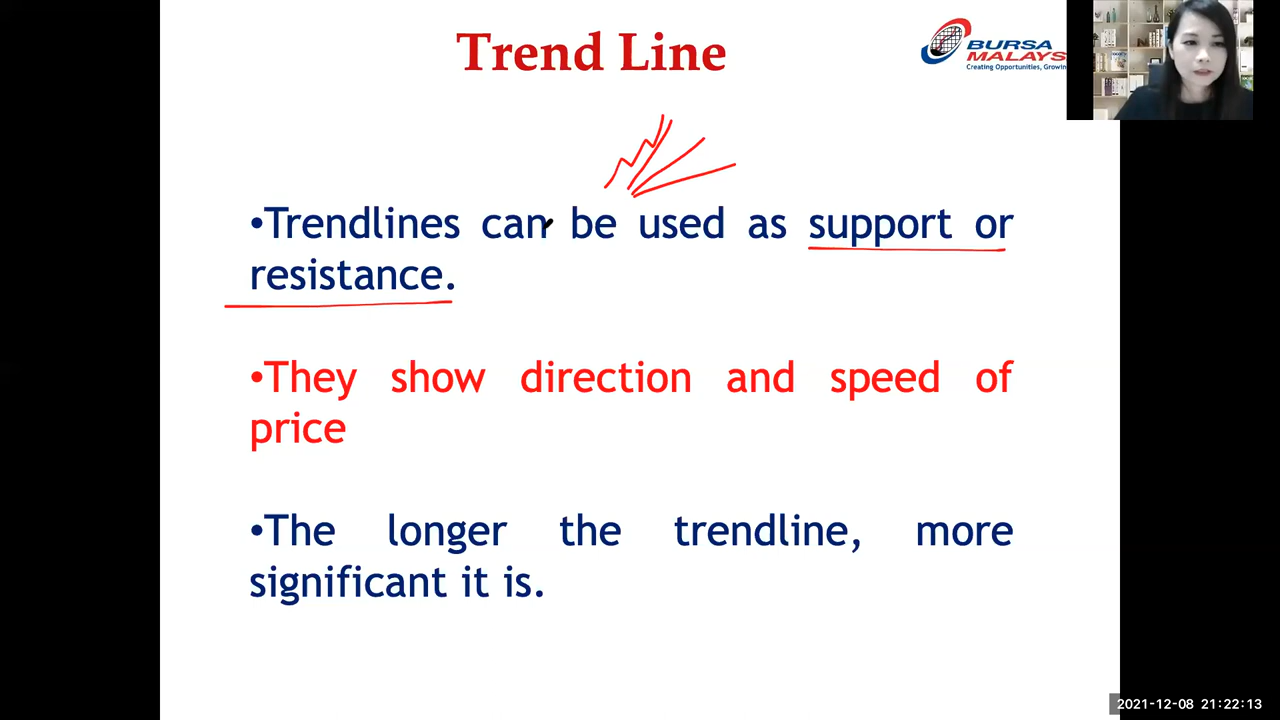 Trend Line
BURSA
MALAYS
Creating Opportunities, Growin
•Trendlines can be used as support or
resistance.
•They show direction and speed of
price
•The longer the trendline, more
significant it is.
2021-12-08 21:22:13